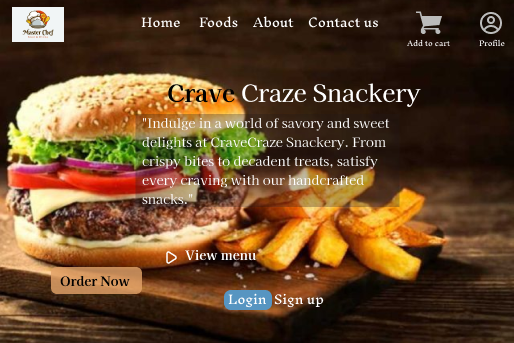 Master Chef
Home Foods About Contact us
Add to cart Profile
Crave Craze Snackery
"Indulge in a world of savory and sweet
delights at CraveCraze Snackery. From
crispy bites to decadent treats, satisfy
every craving with our handcrafted
snacks."
View menu
Order Now
Login Sign up